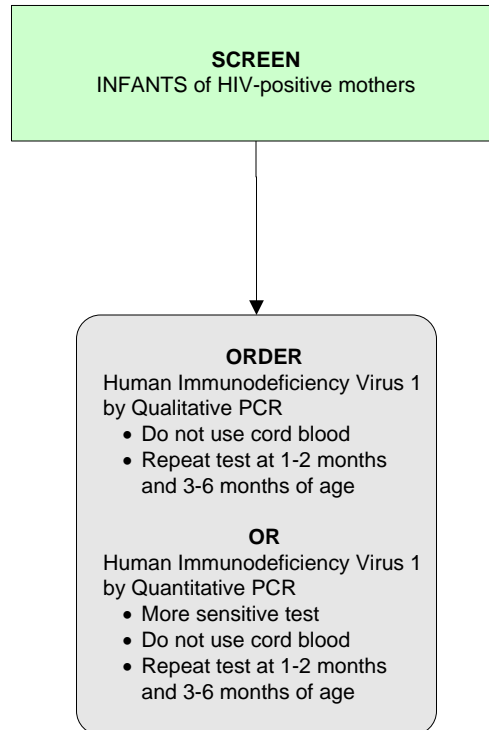 SCREEN
INFANTS of HIV-positive mothers
ORDER
Human Immunodeficiency Virus 1
by Qualitative PCR
• Do not use cord blood
• Repeat test at 1-2 months
and 3-6 months of age
OR
Human Immunodeficiency Virus 1
by Quantitative PCR
• More sensitive test
• Do not use cord blood
• Repeat test at 1-2 months
and 3-6 months of age